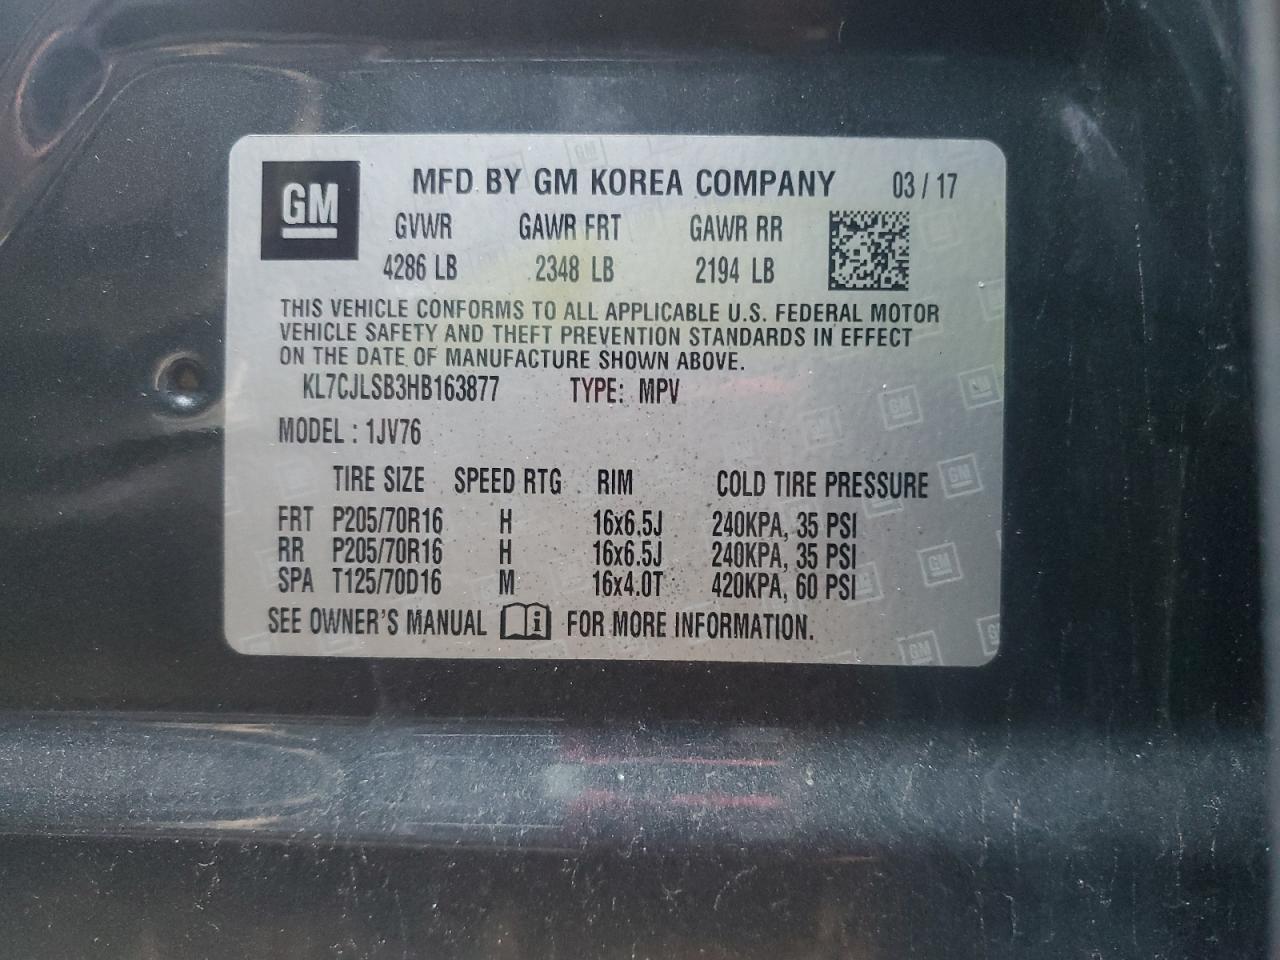 GM
MFD BY GM KOREA COMPANY 03 / 17
GVWR GAWR FRT GAWR RR
4286 LB 2348 LB 2194 LB
THIS VEHICLE CONFORMS TO ALL APPLICABLE U.S. FEDERAL MOTOR
VEHICLE SAFETY AND THEFT PREVENTION STANDARDS IN EFFECT
ON THE DATE OF MANUFACTURE SHOWN ABOVE.
KL7CJLSB3HB163877 TYPE: MPV
MODEL : 1JV76
TIRE SIZE SPEED RTG RIM COLD TIRE PRESSURE
FRT P205/70R16 H 16x6.5J 240KPA, 35 PSI
RR P205/70R16 H 16x6.5J 240KPA, 35 PSI
SPA T125/70D16 M 16x4.0T 420KPA, 60 PSI
SEE OWNER'S MANUAL i FOR MORE INFORMATION.